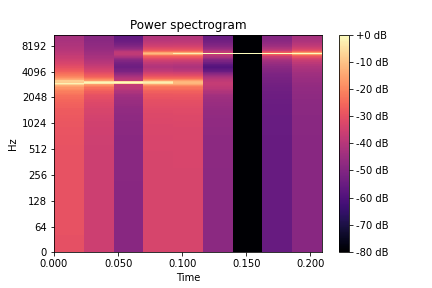 Power spectrogram
8192
4096
2048
1024
512
256
128
64
0
Hz
0.000 0.050 0.100 0.150 0.200
Time
+0 dB
-10 dB
-20 dB
-30 dB
-40 dB
-50 dB
-60 dB
-70 dB
-80 dB